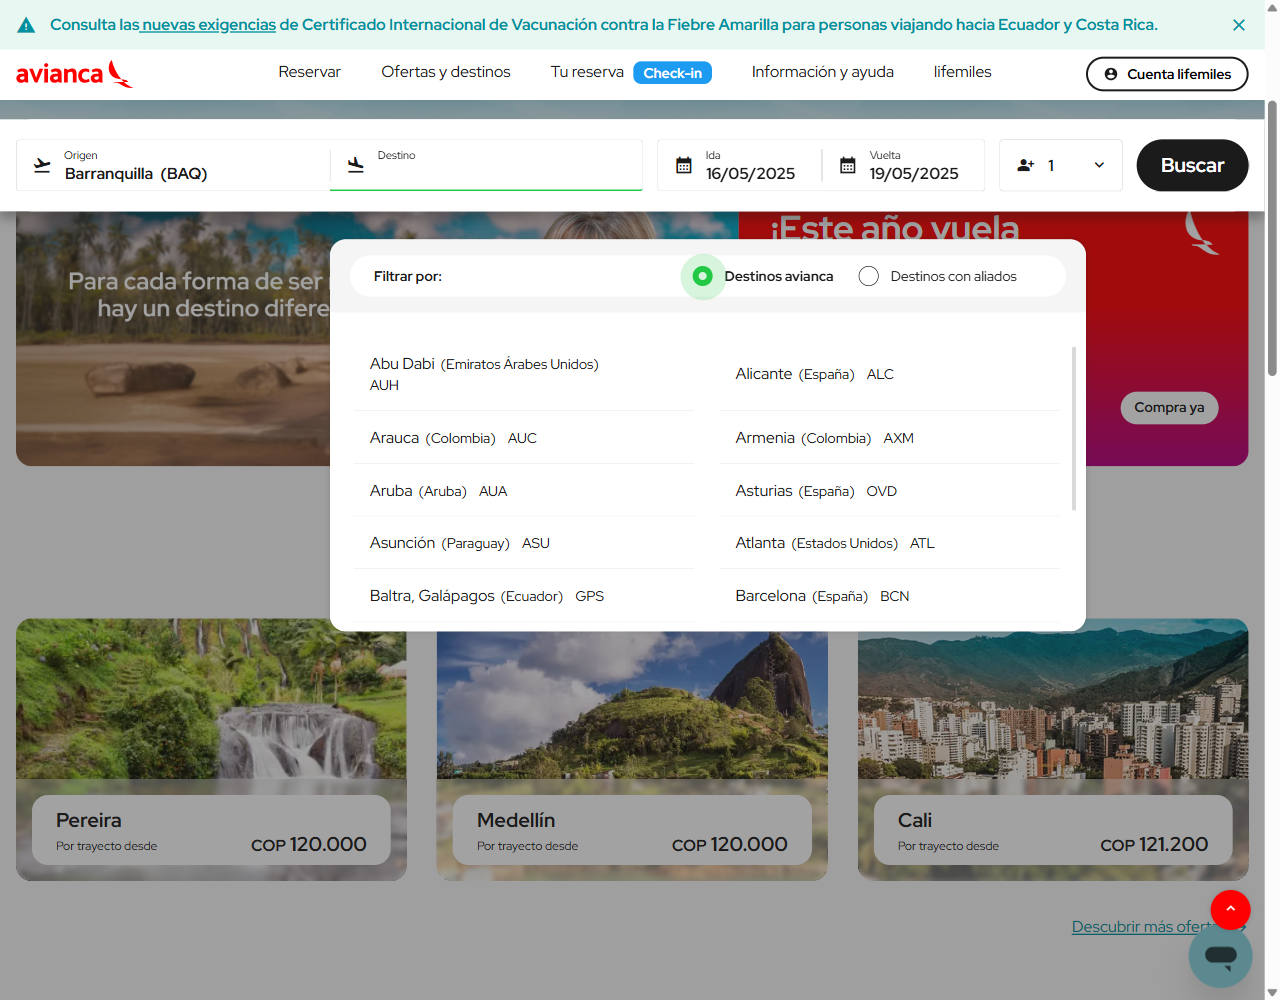 Consulta las nuevas exigencias de Certificado Internacional de Vacunación contra la Fiebre Amarilla para personas viajando hacia Ecuador y Costa Rica.
avianca
Reservar
Ofertas y destinos
Tu reserva
Check-in
Información y ayuda
lifemiles
Cuenta lifemiles
Origen
Barranquilla (BAQ)
Destino
Ida
16/05/2025
Vuelta
19/05/2025
1
Buscar
Para cada forma de ser
hay un destino
¡Este año vuela
Compra ya
Filtrar por:
Destinos avianca
Destinos con aliados
Abu Dabi (Emiratos Árabes Unidos)
AUH
Alicante (España) ALC
Arauca (Colombia) AUC
Armenia (Colombia) AXM
Aruba (Aruba) AUA
Asturias (España) OVD
Asunción (Paraguay) ASU
Atlanta (Estados Unidos) ATL
Baltra, Galápagos (Ecuador) GPS
Barcelona (España) BCN
Pereira
Por trayecto desde
COP 120.000
Medellín
Por trayecto desde
COP 120.000
Cali
Por trayecto desde
COP 121.200
Descubrir más